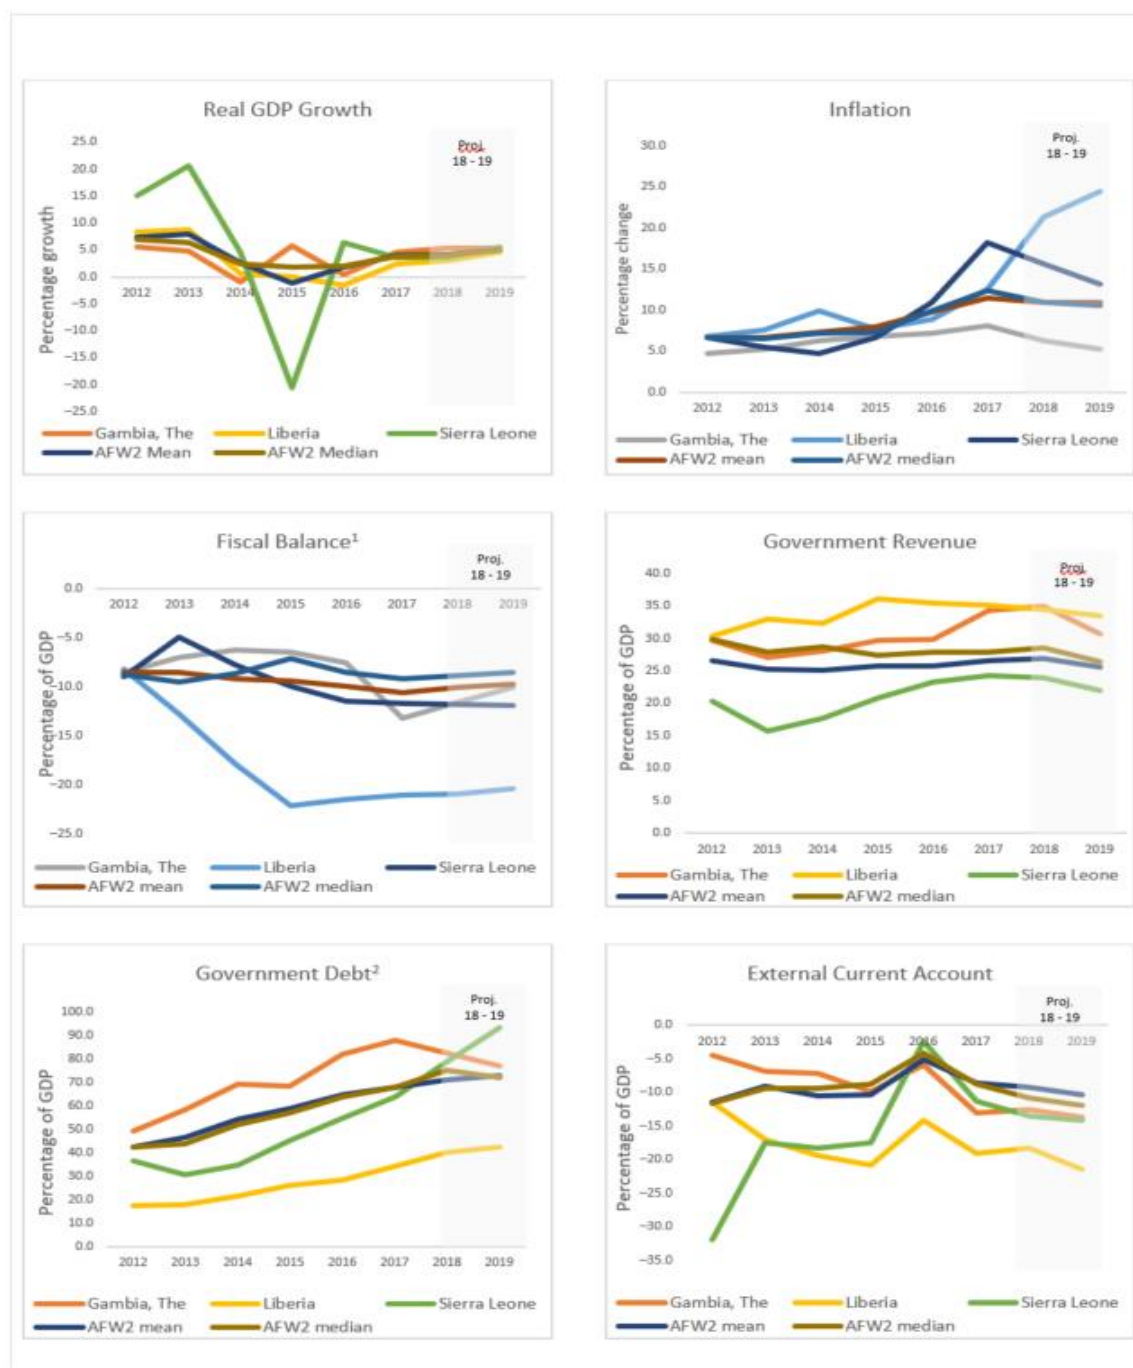 Real GDP Growth
Proj.
18 - 19
Percentage growth
25.0
20.0
15.0
10.0
5.0
0.0
−5.0
−10.0
−15.0
−20.0
−25.0
2012 2013 2014 2015 2016 2017 2018 2019
Gambia, The Liberia Sierra Leone
AFW2 Mean AFW2 Median
Inflation
Proj.
18 - 19
Percentage change
30.0
25.0
20.0
15.0
10.0
5.0
0.0
2012 2013 2014 2015 2016 2017 2018 2019
Gambia, The Liberia Sierra Leone
AFW2 mean AFW2 median
Fiscal Balance¹
Proj.
18 - 19
Percentage of GDP
0.0
−5.0
−10.0
−15.0
−20.0
−25.0
2012 2013 2014 2015 2016 2017 2018 2019
Gambia, The Liberia Sierra Leone
AFW2 mean AFW2 median
Government Revenue
Proj.
18 - 19
Percentage of GDP
40.0
35.0
30.0
25.0
20.0
15.0
10.0
5.0
0.0
2012 2013 2014 2015 2016 2017 2018 2019
Gambia, The Liberia Sierra Leone
AFW2 mean AFW2 median
Government Debt²
Proj.
18 - 19
Percentage of GDP
100.0
90.0
80.0
70.0
60.0
50.0
40.0
30.0
20.0
10.0
0.0
2012 2013 2014 2015 2016 2017 2018 2019
Gambia, The Liberia Sierra Leone
AFW2 mean AFW2 median
External Current Account
Proj.
18 - 19
Percentage of GDP
0.0
−5.0
−10.0
−15.0
−20.0
−25.0
−30.0
−35.0
2012 2013 2014 2015 2016 2017 2018 2019
Gambia, The Liberia Sierra Leone
AFW2 mean AFW2 median